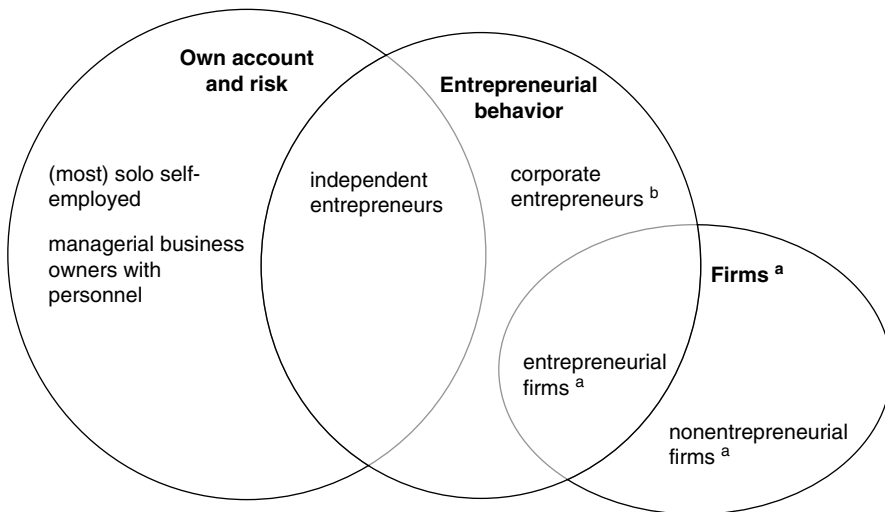 Own account
and risk
Entrepreneurial
behavior
(most) solo self-
employed
managerial business
owners with
personnel
independent
entrepreneurs
corporate
entrepreneurs b
Firms a
entrepreneurial
firms a
nonentrepreneurial
firms a